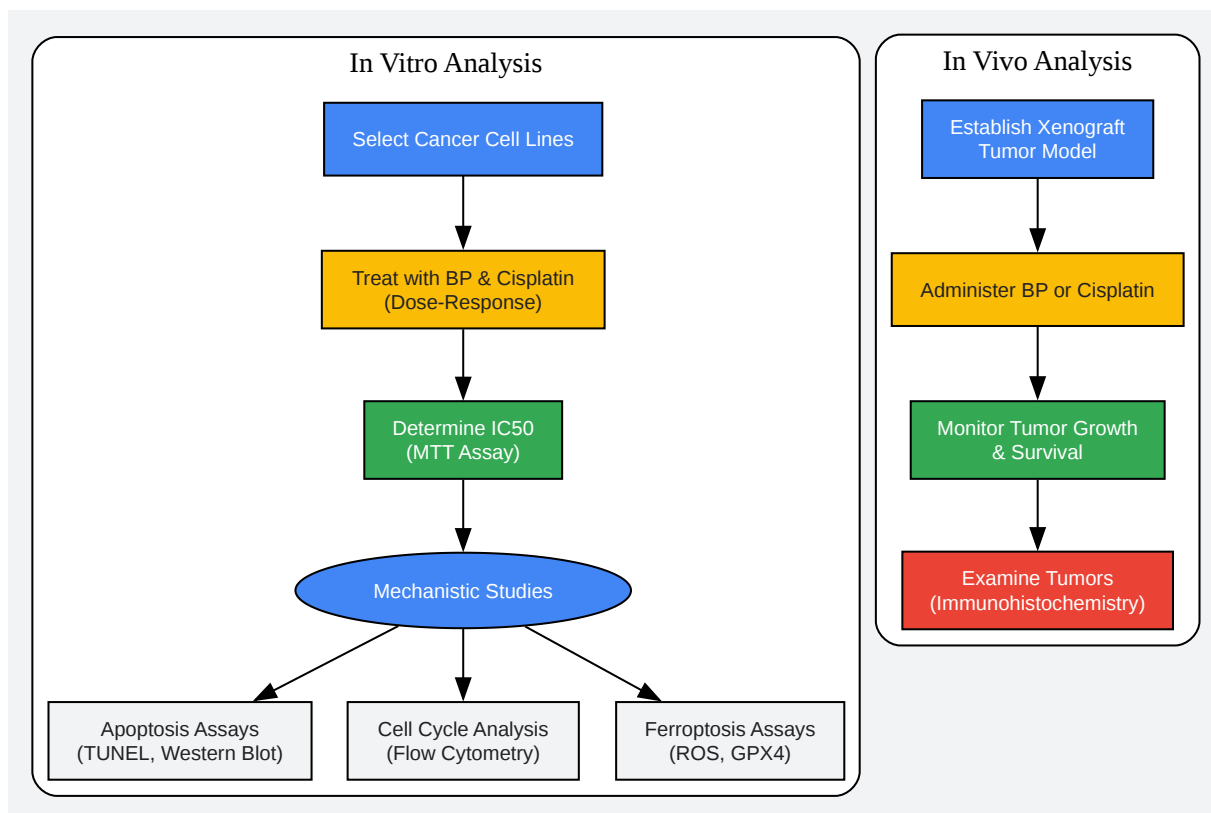 In Vitro Analysis
Select Cancer Cell Lines
Treat with BP & Cisplatin
(Dose-Response)
Determine IC50
(MTT Assay)
Mechanistic Studies
Apoptosis Assays
(TUNEL, Western Blot)
Cell Cycle Analysis
(Flow Cytometry)
Ferroptosis Assays
(ROS, GPX4)
In Vivo Analysis
Establish Xenograft
Tumor Model
Administer BP or Cisplatin
Monitor Tumor Growth
& Survival
Examine Tumors
(Immunohistochemistry)